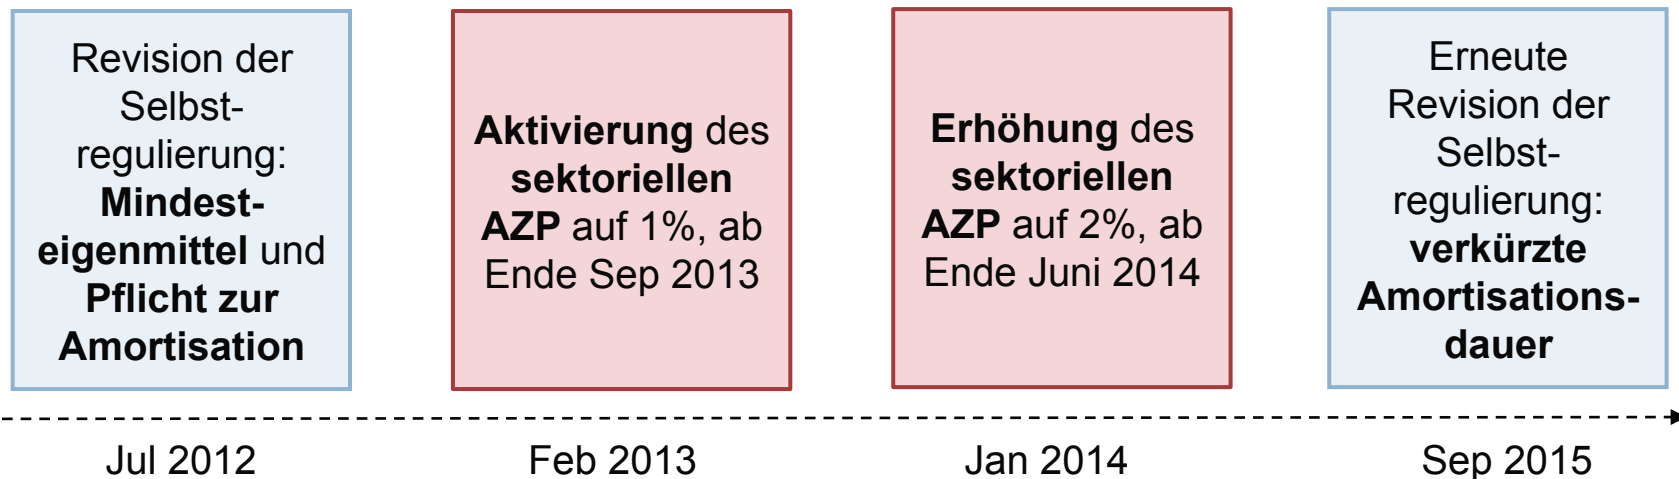 Revision der
Selbst-
regulierung:
Mindest-
eigenmittel und
Pflicht zur
Amortisation
Aktivierung des
sektoriellen
AZP auf 1%, ab
Ende Sep 2013
Erhöhung des
sektoriellen
AZP auf 2%, ab
Ende Juni 2014
Erneute
Revision der
Selbst-
regulierung:
verkürzte
Amortisations-
dauer
Jul 2012
Feb 2013
Jan 2014
Sep 2015